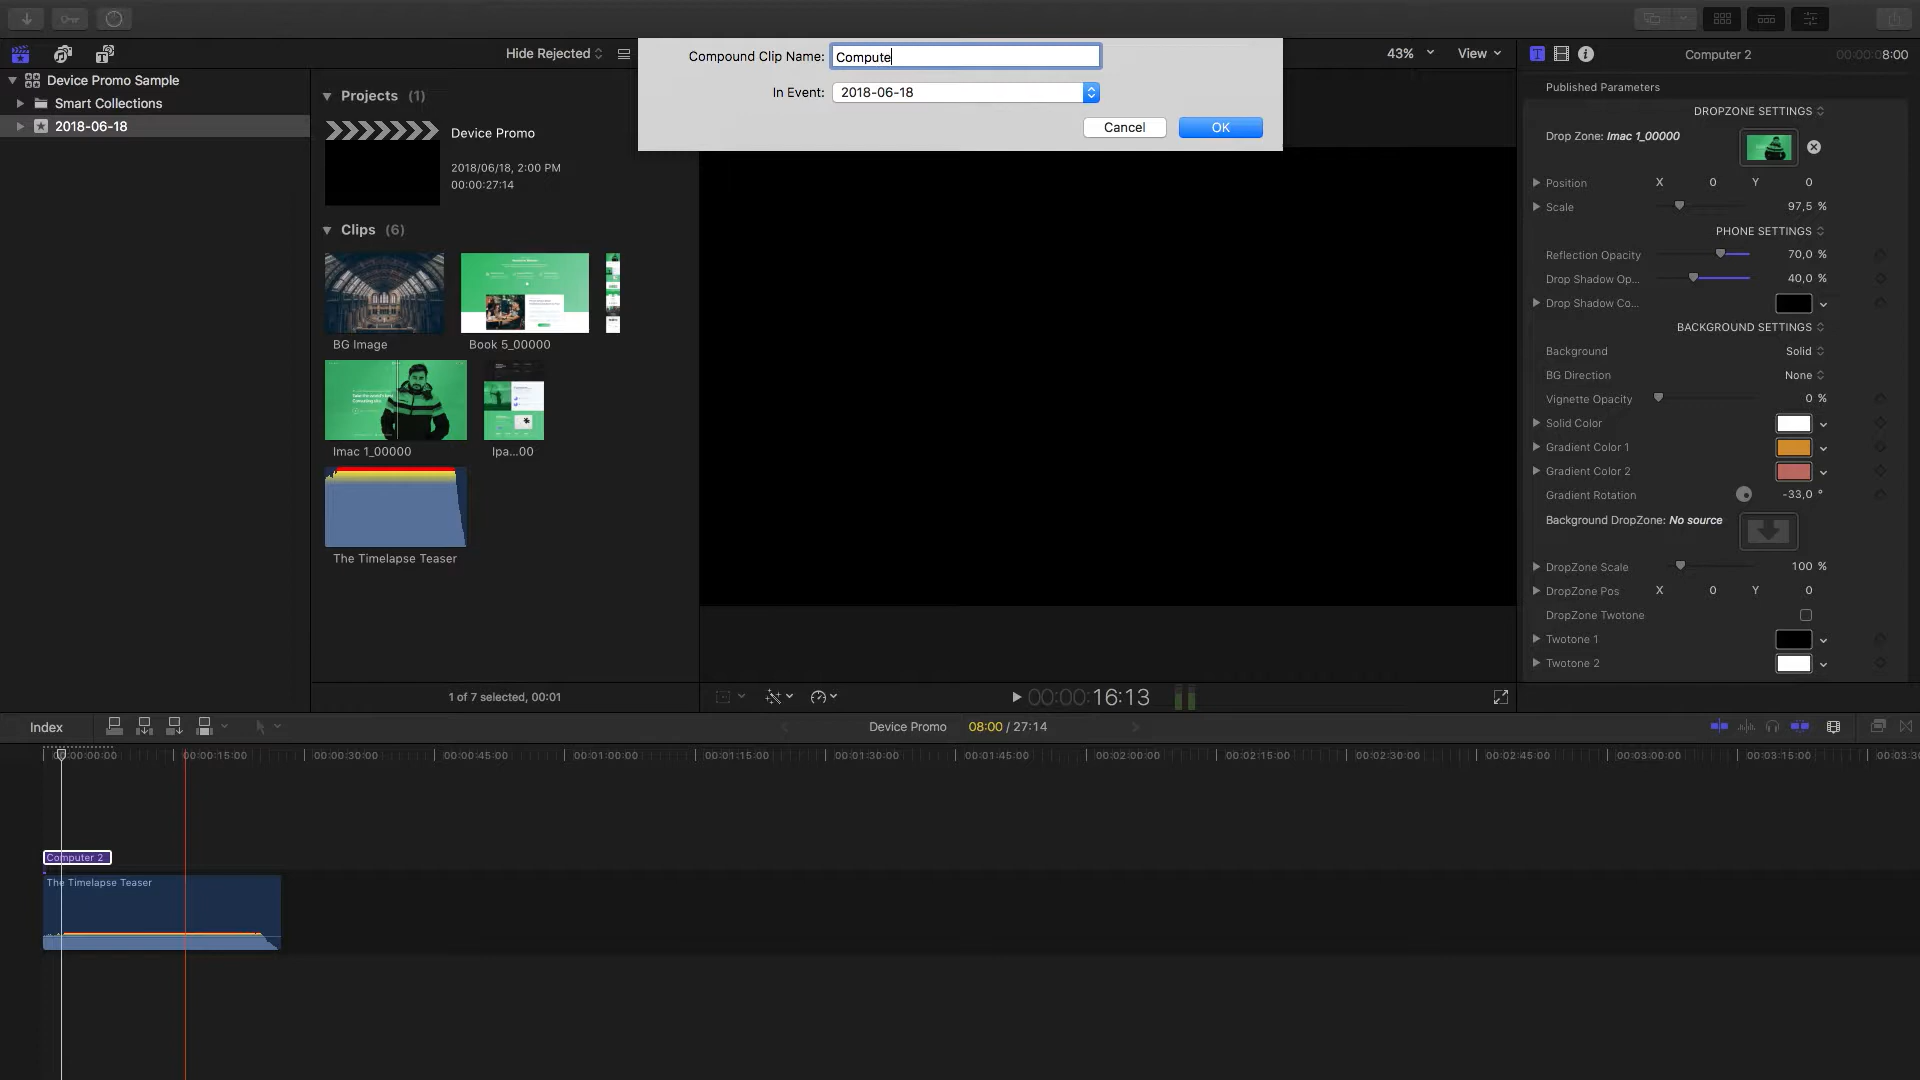 Hide Rejected
Compound Clip Name: Compute
In Event: 2018-06-18
Cancel OK
43% View
Computer 2 00:00:08:00
Device Promo Sample
Smart Collections
2018-06-18
Projects (1)
Device Promo
2018/06/18, 2:00 PM
00:00:27:14
Clips (6)
BG Image
Book 5_00000
Imac 1_00000
Ipa...00
The Timelapse Teaser
1 of 7 selected, 00:01
Published Parameters
DROPZONE SETTINGS
Drop Zone: Imac 1_00000
Position X 0 Y 0
Scale 97,5 %
PHONE SETTINGS
Reflection Opacity 70,0 %
Drop Shadow Op... 40,0 %
Drop Shadow Co...
BACKGROUND SETTINGS
Background Solid
BG Direction None
Vignette Opacity 0 %
Solid Color
Gradient Color 1
Gradient Color 2
Gradient Rotation -33,0 °
Background DropZone: No source
DropZone Scale 100 %
DropZone Pos X 0 Y 0
DropZone Twotone
Twotone 1
Twotone 2
00:00:16:13
Index
Device Promo 08:00 / 27:14
00:00:00:00 00:00:15:00 00:00:30:00 00:00:45:00 00:01:00:00 00:01:15:00 00:01:30:00 00:01:45:00 00:02:00:00 00:02:15:00 00:02:30:00 00:02:45:00 00:03:00:00 00:03:15:00
Computer 2
The Timelapse Teaser